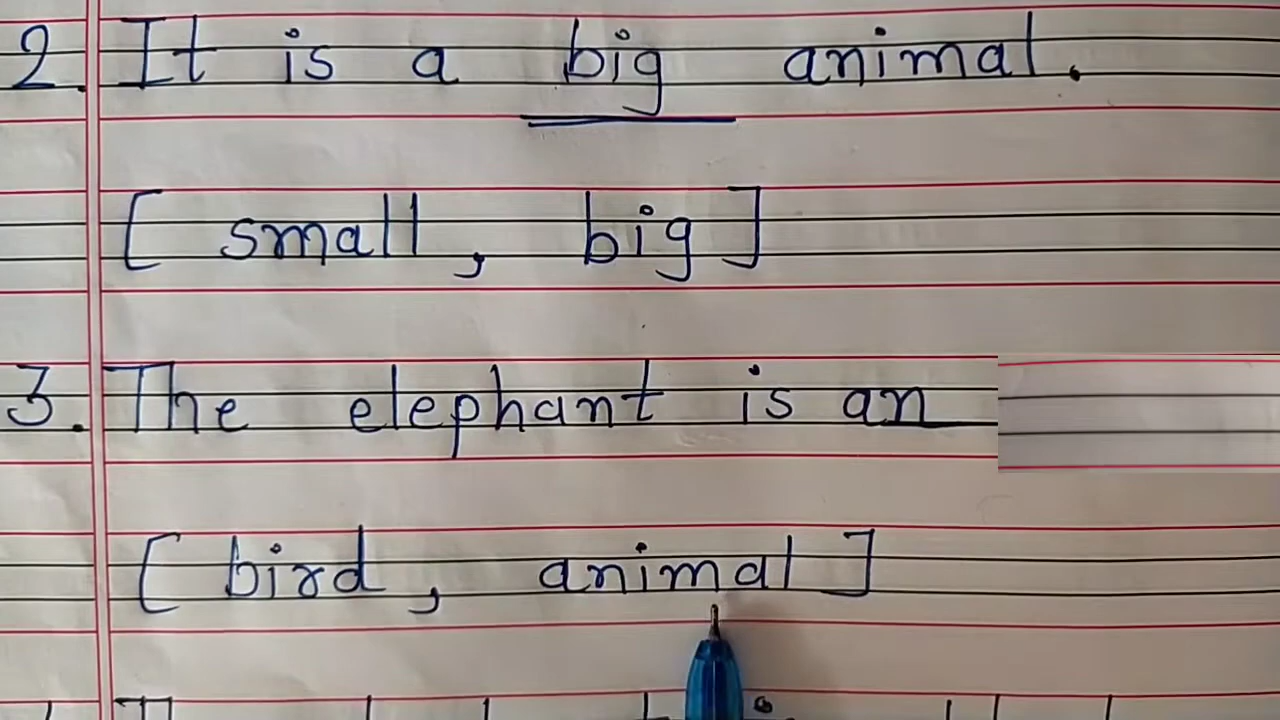 2. It is a big animal.
[ small, big ]
3. The elephant is an
[ bird, animal ]